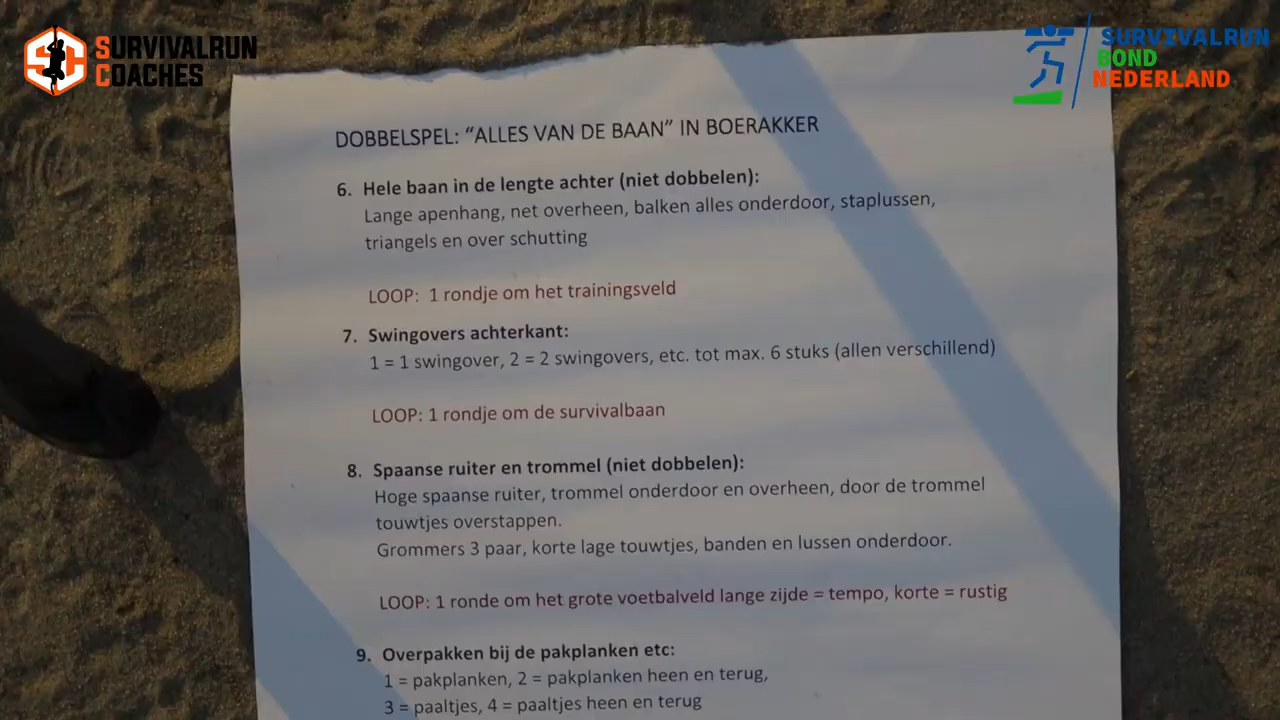 SURVIVALRUN
COACHES
SURVIVALRUN
BOND
NEDERLAND
DOBBELSPEL: “ALLES VAN DE BAAN” IN BOERAKKER
6. Hele baan in de lengte achter (niet dobbelen):
Lange apenhang, net overheen, balken alles onderdoor, staplussen,
triangels en over schutting
LOOP: 1 rondje om het trainingsveld
7. Swingovers achterkant:
1 = 1 swingover, 2 = 2 swingovers, etc. tot max. 6 stuks (allen verschillend)
LOOP: 1 rondje om de survivalbaan
8. Spaanse ruiter en trommel (niet dobbelen):
Hoge spaanse ruiter, trommel onderdoor en overheen, door de trommel
touwtjes overstappen.
Grommers 3 paar, korte lage touwtjes, banden en lussen onderdoor.
LOOP: 1 ronde om het grote voetbalveld lange zijde = tempo, korte = rustig
9. Overpakken bij de pakplanken etc:
1 = pakplanken, 2 = pakplanken heen en terug,
3 = paaltjes, 4 = paaltjes heen en terug